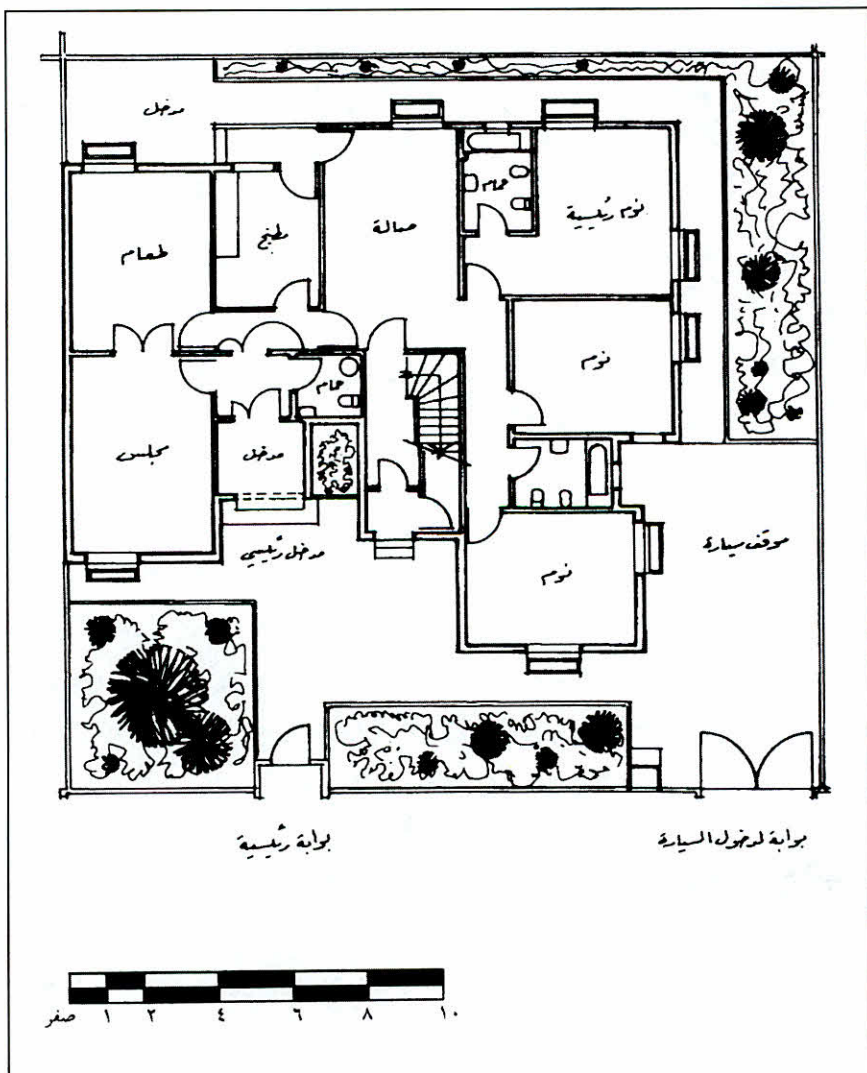 مدخل
حمام
نوم رئيسية
صالة
مطبخ
طعام
نوم
حمام
مدخل
مجلس
مدخل رئيسي
نوم
موقف سيارة
بوابة رئيسية
بوابة لدخول السيارة
صفر ١ ٢ ٤ ٦ ٨ ١٠